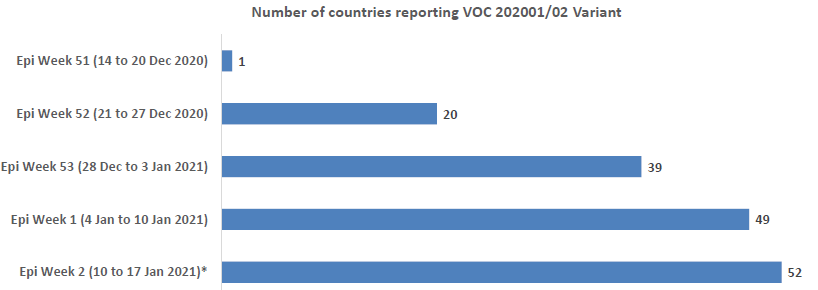 Number of countries reporting VOC 202001/02 Variant
Epi Week 51 (14 to 20 Dec 2020) 1
Epi Week 52 (21 to 27 Dec 2020) 20
Epi Week 53 (28 Dec to 3 Jan 2021) 39
Epi Week 1 (4 Jan to 10 Jan 2021) 49
Epi Week 2 (10 to 17 Jan 2021)* 52